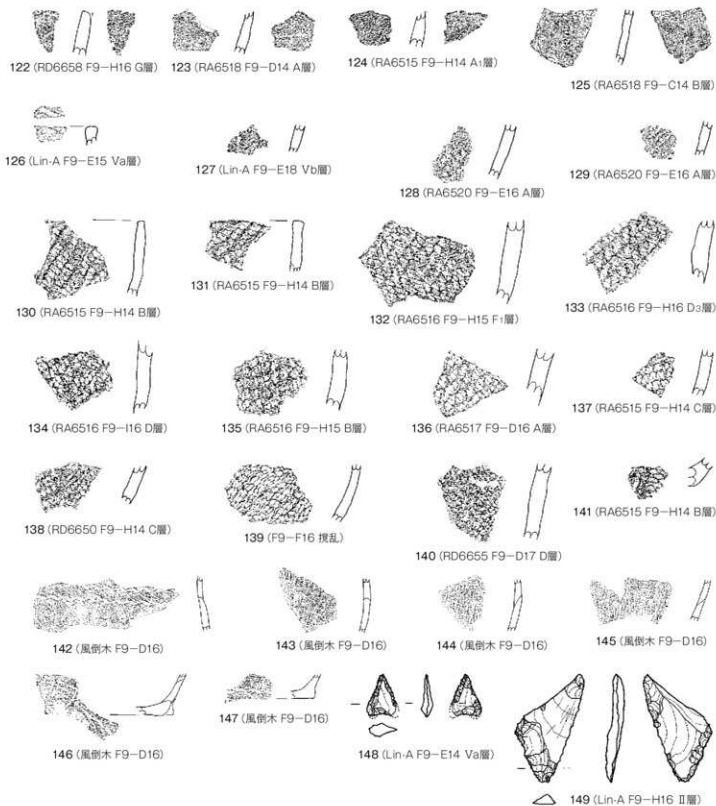 122 (RD6658 F9-H16 G層)
123 (RA6518 F9-D14 A層)
124 (RA6515 F9-H14 A₁層)
125 (RA6518 F9-C14 B層)
126 (Lin-A F9-E15 Ⅴa層)
127 (Lin-A F9-E18 Ⅴb層)
128 (RA6520 F9-E16 A層)
129 (RA6520 F9-E16 A層)
130 (RA6515 F9-H14 B層)
131 (RA6515 F9-H14 B層)
132 (RA6516 F9-H15 F₁層)
133 (RA6516 F9-H16 D₃層)
134 (RA6516 F9-I16 D層)
135 (RA6516 F9-H15 B層)
136 (RA6517 F9-D16 A層)
137 (RA6515 F9-H14 C層)
138 (RD6650 F9-H14 C層)
139 (F9-F16 撹乱)
140 (RD6655 F9-D17 D層)
141 (RA6515 F9-H14 B層)
142 (風倒木 F9-D16)
143 (風倒木 F9-D16)
144 (風倒木 F9-D16)
145 (風倒木 F9-D16)
146 (風倒木 F9-D16)
147 (風倒木 F9-D16)
148 (Lin-A F9-E14 Ⅴa層)
149 (Lin-A F9-H16 Ⅱ層)